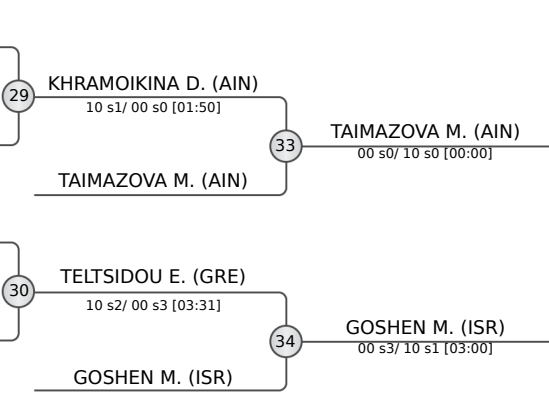 KHRAMOIKINA D. (AIN)
29
10 s1/ 00 s0 [01:50]
TAIMAZOVA M. (AIN)
33
00 s0/ 10 s0 [00:00]
TAIMAZOVA M. (AIN)
TELTSIDOU E. (GRE)
30
10 s2/ 00 s3 [03:31]
GOSHEN M. (ISR)
34
00 s3/ 10 s1 [03:00]
GOSHEN M. (ISR)